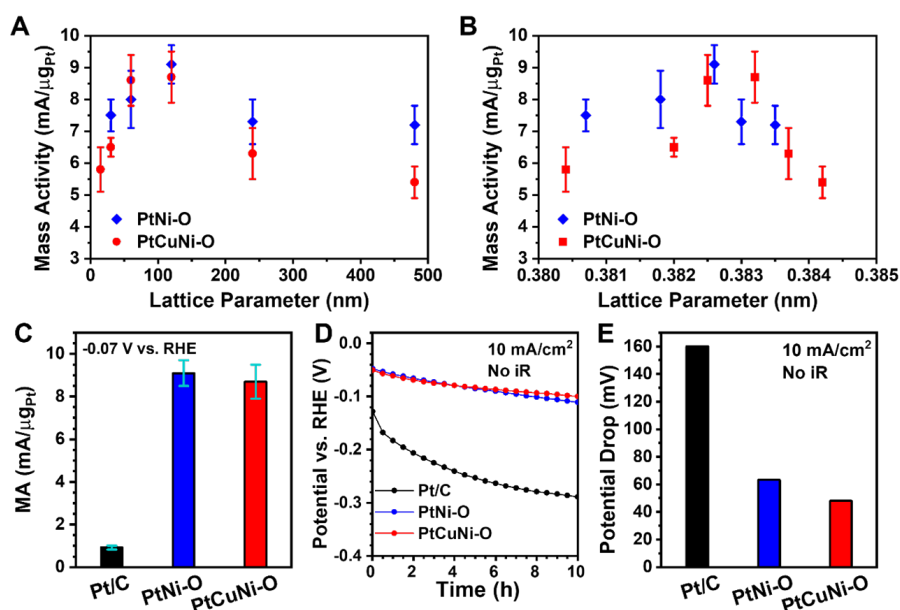 A
Mass Activity (mA/μgPt)
10
9
8
7
6
5
4
3
PtNi-O
PtCuNi-O
0 100 200 300 400 500
Lattice Parameter (nm)
B
Mass Activity (mA/μgPt)
10
9
8
7
6
5
4
3
PtNi-O
PtCuNi-O
0.380 0.381 0.382 0.383 0.384 0.385
Lattice Parameter (nm)
C
-0.07 V vs. RHE
MA (mA/μgPt)
10
8
6
4
2
0
Pt/C PtNi-O PtCuNi-O
D
10 mA/cm2
No iR
Potential vs. RHE (V)
0.0
-0.1
-0.2
-0.3
-0.4
Pt/C
PtNi-O
PtCuNi-O
0 2 4 6 8 10
Time (h)
E
10 mA/cm2
No iR
Potential Drop (mV)
160
140
120
100
80
60
40
20
0
Pt/C PtNi-O PtCuNi-O